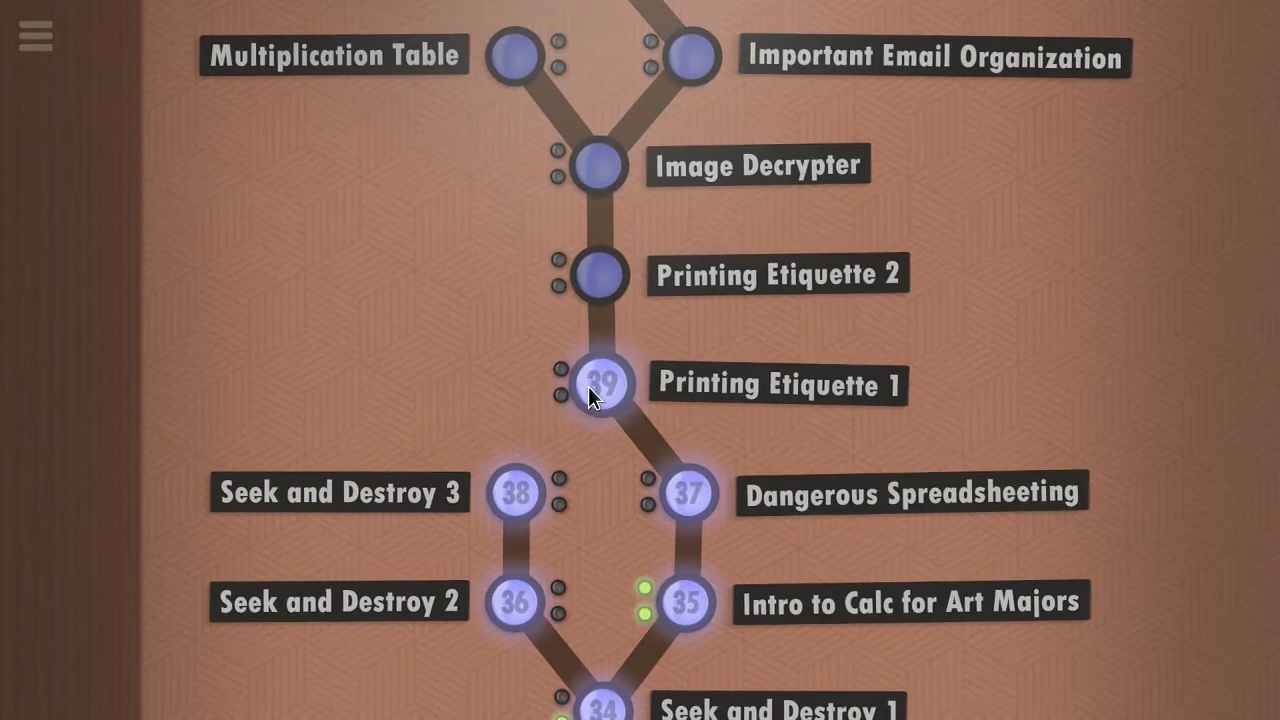 Multiplication Table
Important Email Organization
Image Decrypter
Printing Etiquette 2
39
Printing Etiquette 1
Seek and Destroy 3
38
37
Dangerous Spreadsheeting
Seek and Destroy 2
36
35
Intro to Calc for Art Majors
34
Seek and Destroy 1